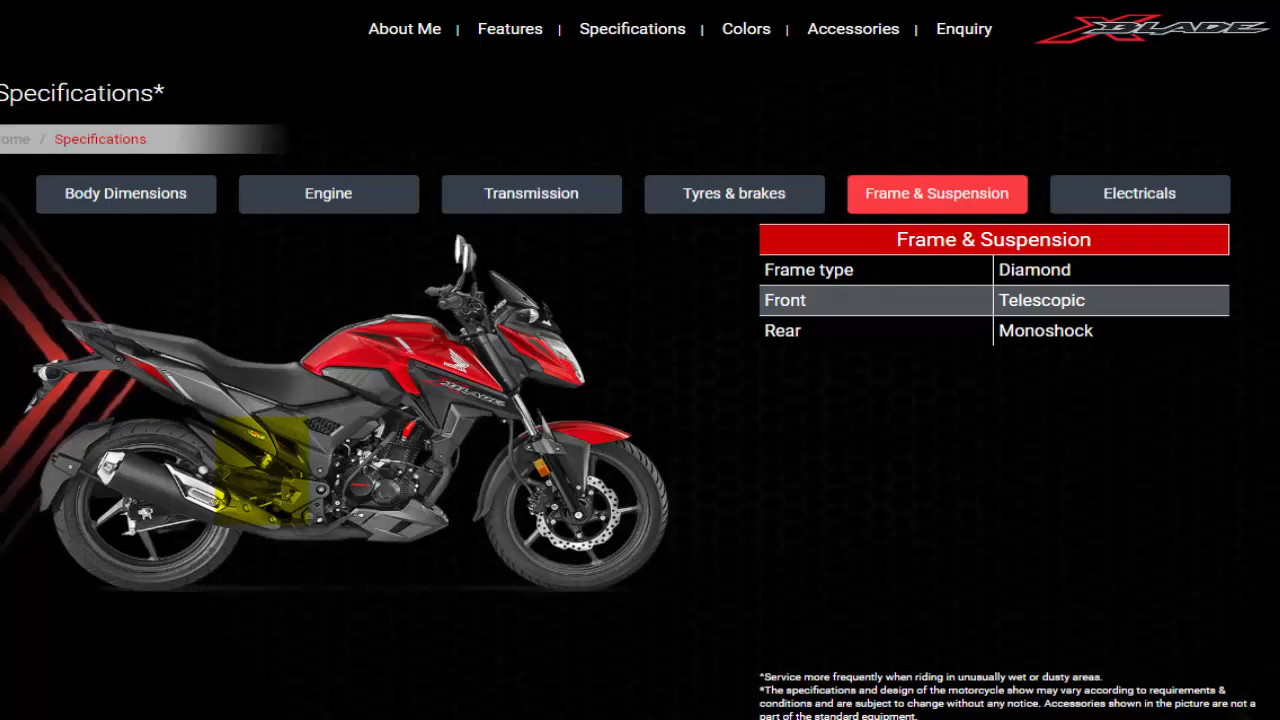 About Me | Features | Specifications | Colors | Accessories | Enquiry
XBLADE
Specifications*
ome / Specifications
Body Dimensions
Engine
Transmission
Tyres & brakes
Frame & Suspension
Electricals
Frame & Suspension
Frame type Diamond
Front Telescopic
Rear Monoshock
HONDA
XBLADE
*Service more frequently when riding in unusually wet or dusty areas.
*The specifications and design of the motorcycle show may vary according to requirements &
conditions and are subject to change without any notice. Accessories shown in the picture are not a
part of the standard equipment.